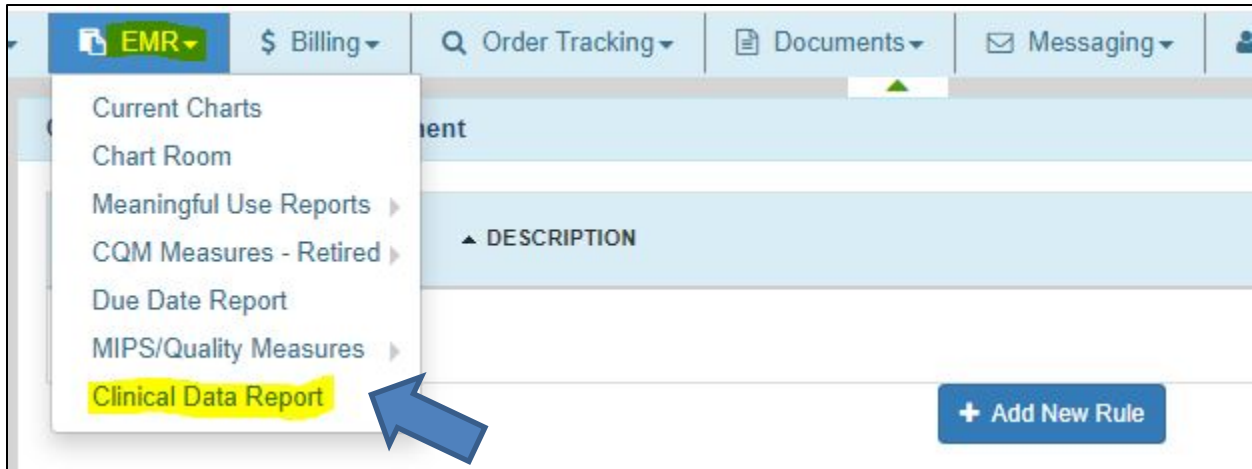 EMR
$ Billing
Order Tracking
Documents
Messaging
Current Charts
Chart Room
Meaningful Use Reports
CQM Measures - Retired
Due Date Report
MIPS/Quality Measures
Clinical Data Report
DESCRIPTION
+ Add New Rule